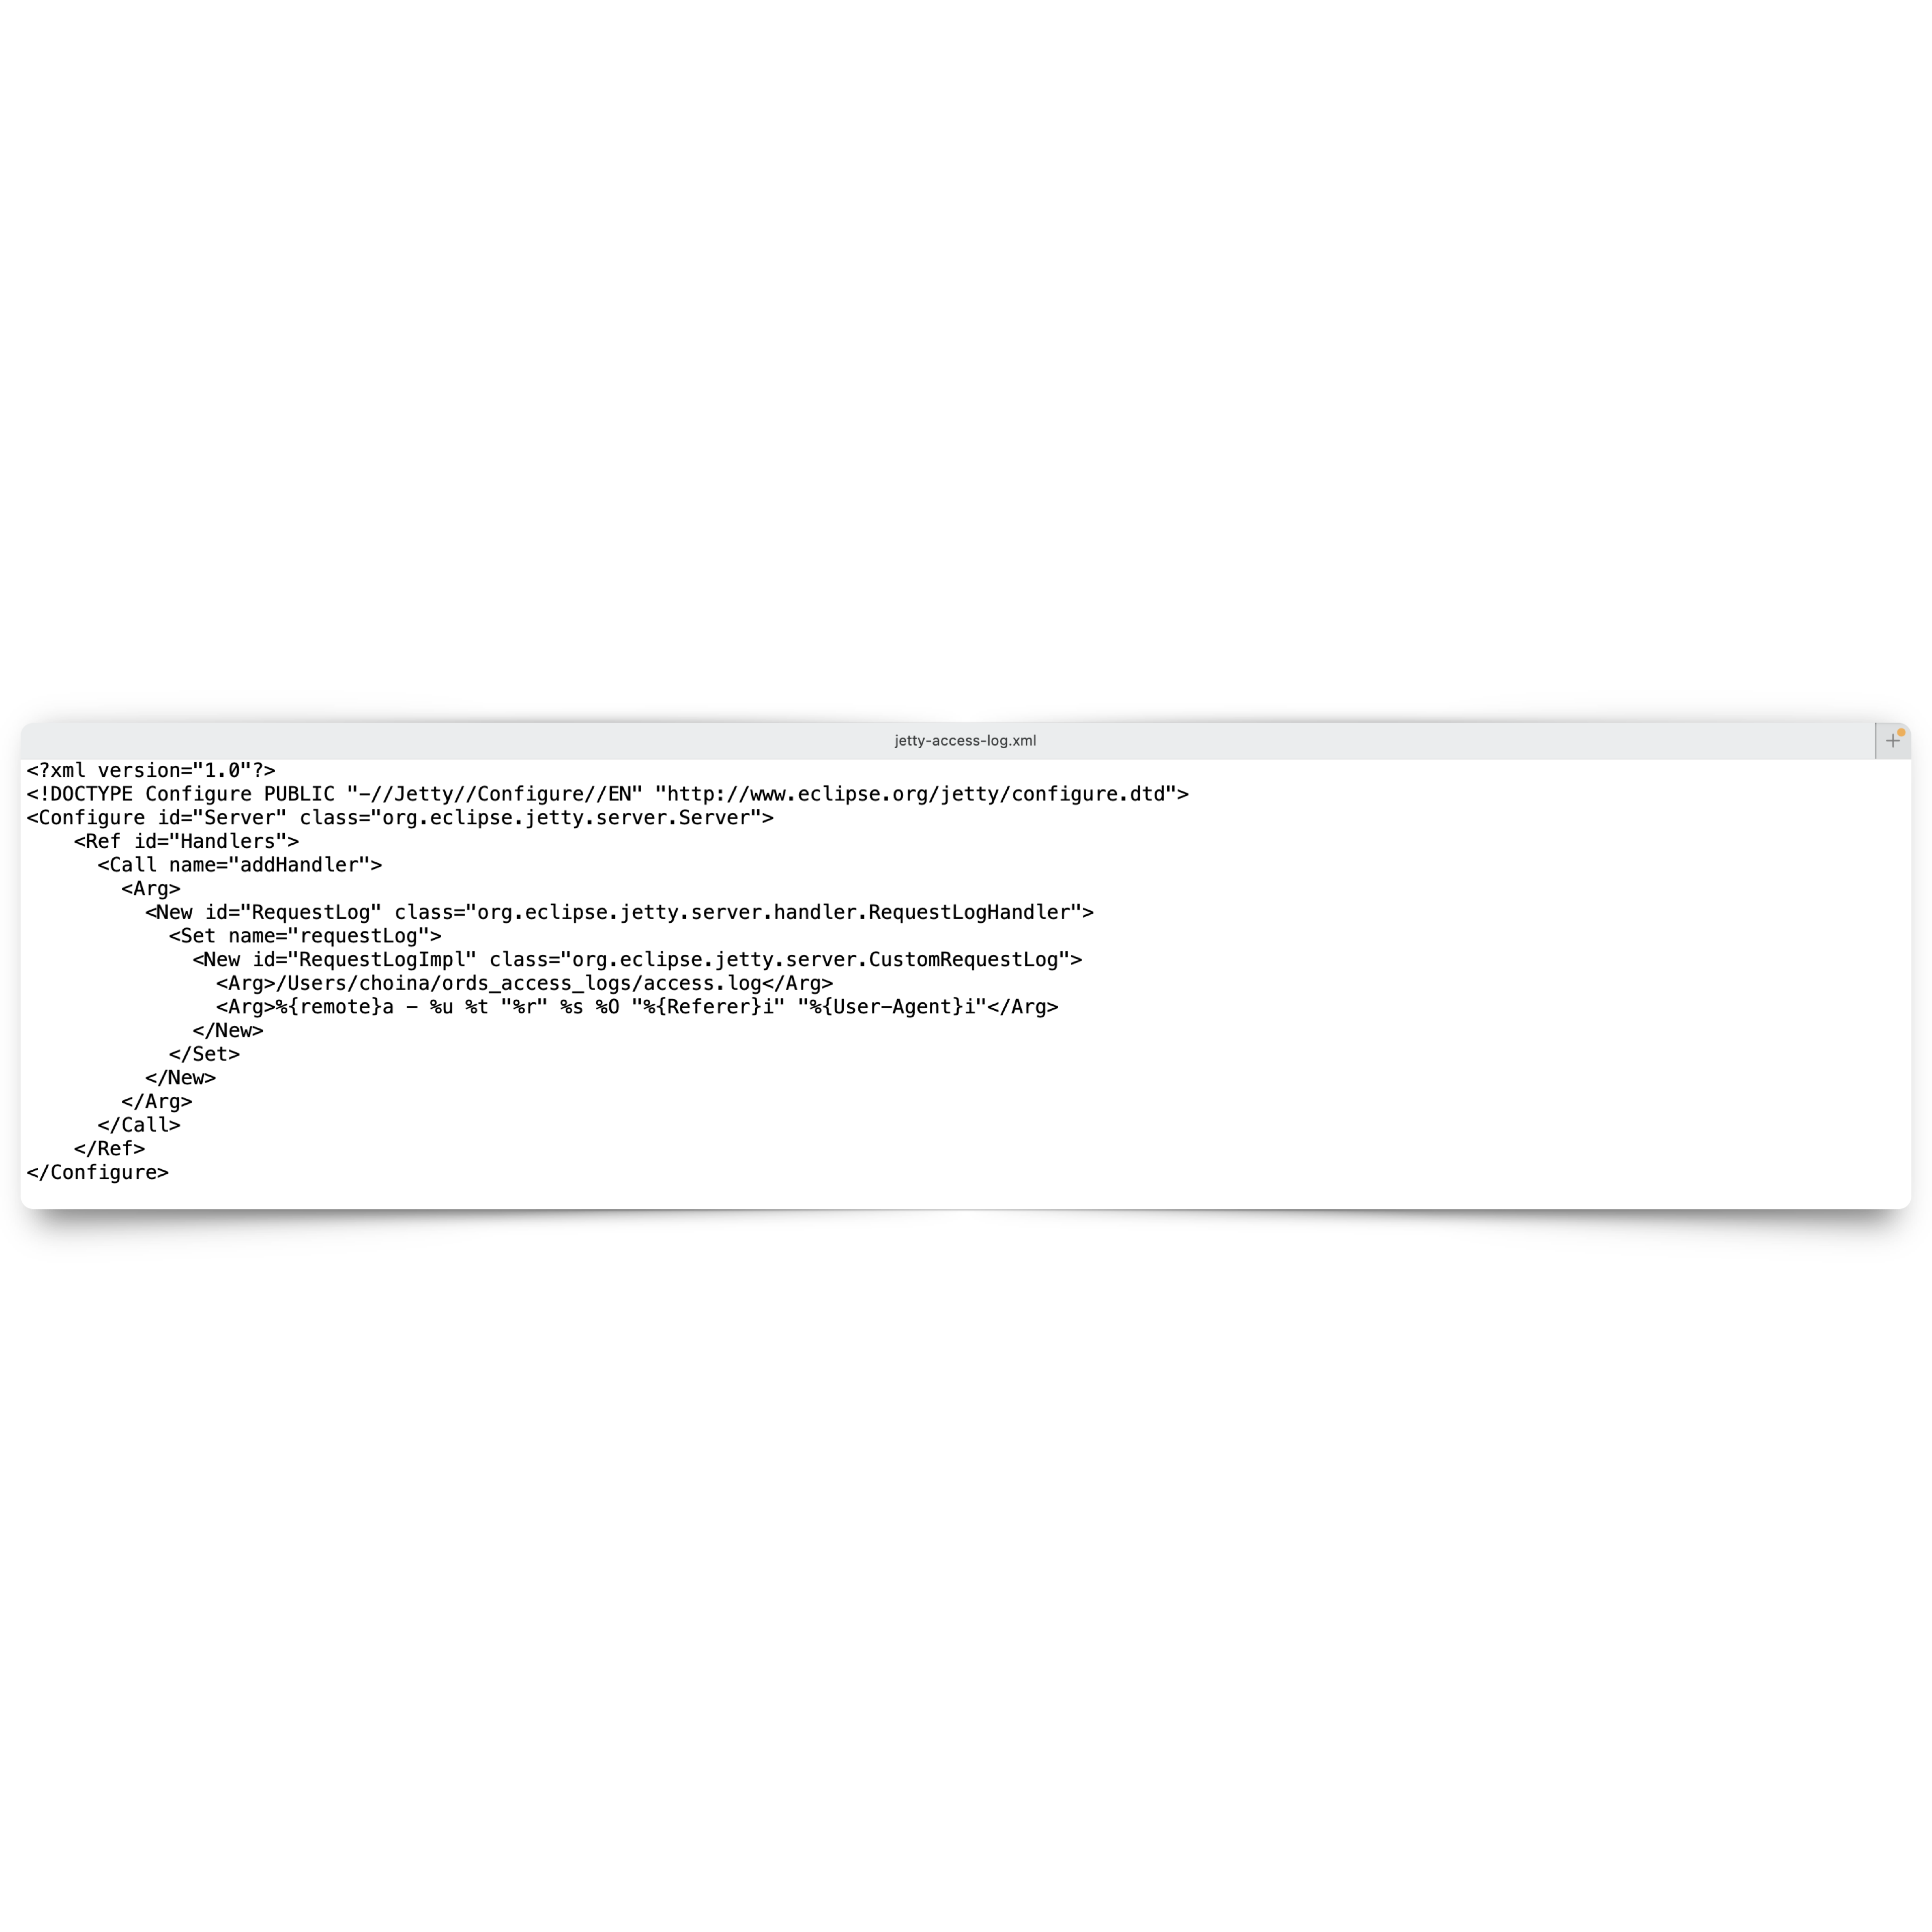 jetty-access-log.xml
<?xml version="1.0"?>
<!DOCTYPE Configure PUBLIC "-//Jetty//Configure//EN" "http://www.eclipse.org/jetty/configure.dtd">
<Configure id="Server" class="org.eclipse.jetty.server.Server">
    <Ref id="Handlers">
      <Call name="addHandler">
        <Arg>
          <New id="RequestLog" class="org.eclipse.jetty.server.handler.RequestLogHandler">
            <Set name="requestLog">
              <New id="RequestLogImpl" class="org.eclipse.jetty.server.CustomRequestLog">
                <Arg>/Users/choina/ords_access_logs/access.log</Arg>
                <Arg>%{remote}a - %u %t "%r" %s %O "%{Referer}i" "%{User-Agent}i"</Arg>
              </New>
            </Set>
          </New>
        </Arg>
      </Call>
    </Ref>
</Configure>